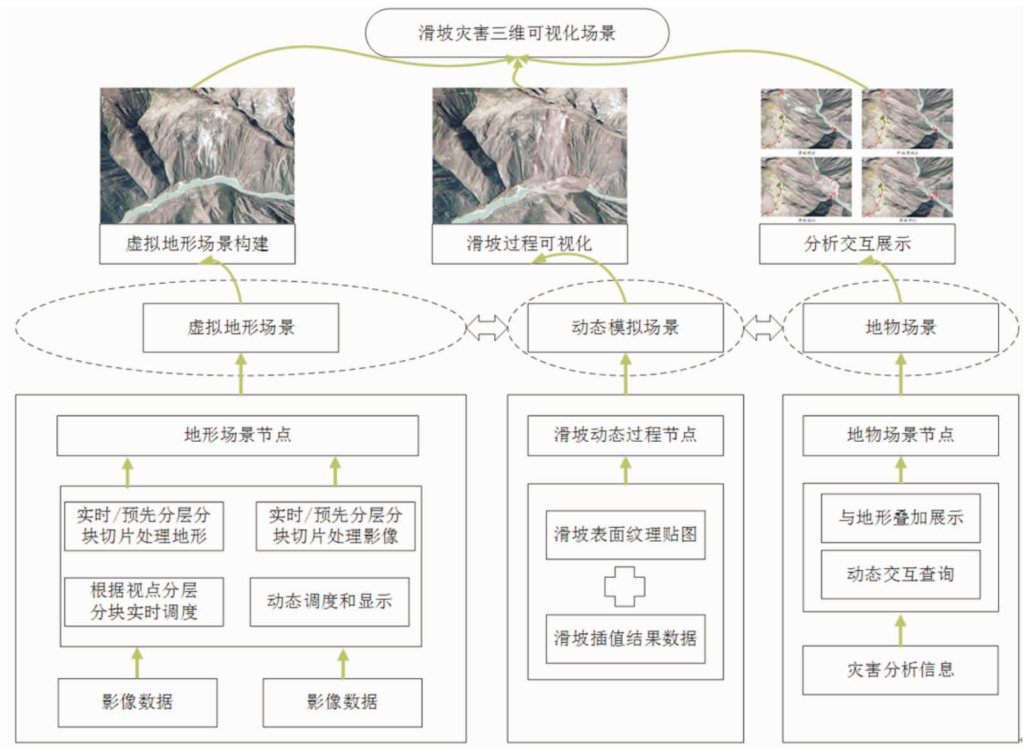 滑坡灾害三维可视化场景
虚拟地形场景构建
滑坡过程可视化
分析交互展示
虚拟地形场景
动态模拟场景
地物场景
地形场景节点
滑坡动态过程节点
地物场景节点
实时/预先分层分
块切片处理地形
实时/预先分层分
块切片处理影像
根据视点分层
分块实时调度
动态调度和显示
影像数据
影像数据
滑坡表面纹理贴图
滑坡插值结果数据
与地形叠加展示
动态交互查询
灾害分析信息